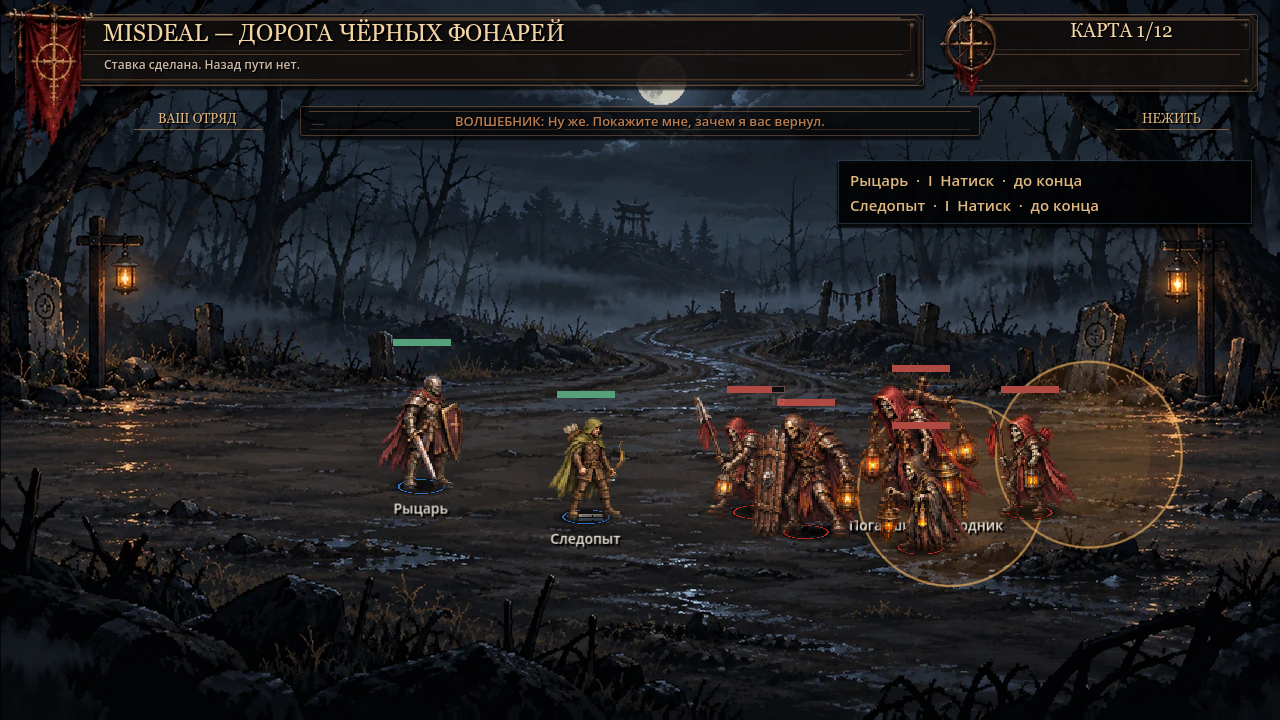 MISDEAL — ДОРОГА ЧЁРНЫХ ФОНАРЕЙ
Ставка сделана. Назад пути нет.
КАРТА 1/12
ВАШ ОТРЯД
ВОЛШЕБНИК: Ну же. Покажите мне, зачем я вас вернул.
НЕЖИТЬ
Рыцарь · I Натиск · до конца
Следопыт · I Натиск · до конца
Рыцарь
Следопыт